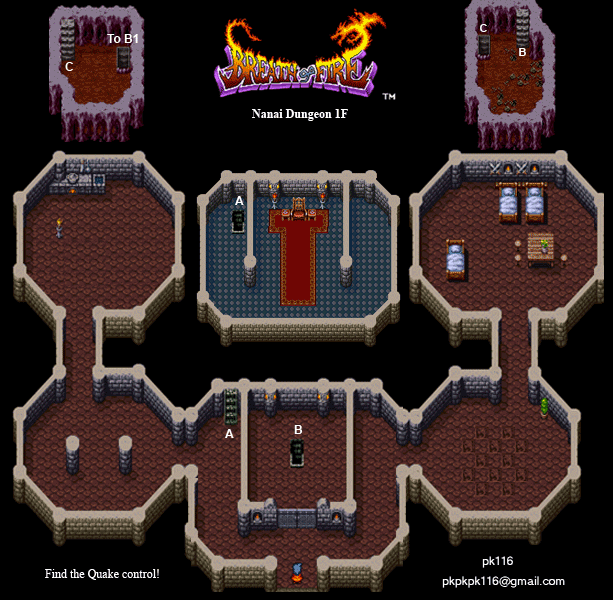 To B1
C
C
B
BREATH OF FIRE
TM
Nanai Dungeon 1F
A
A
B
Find the Quake control!
pk116
pkpkpk116@gmail.com